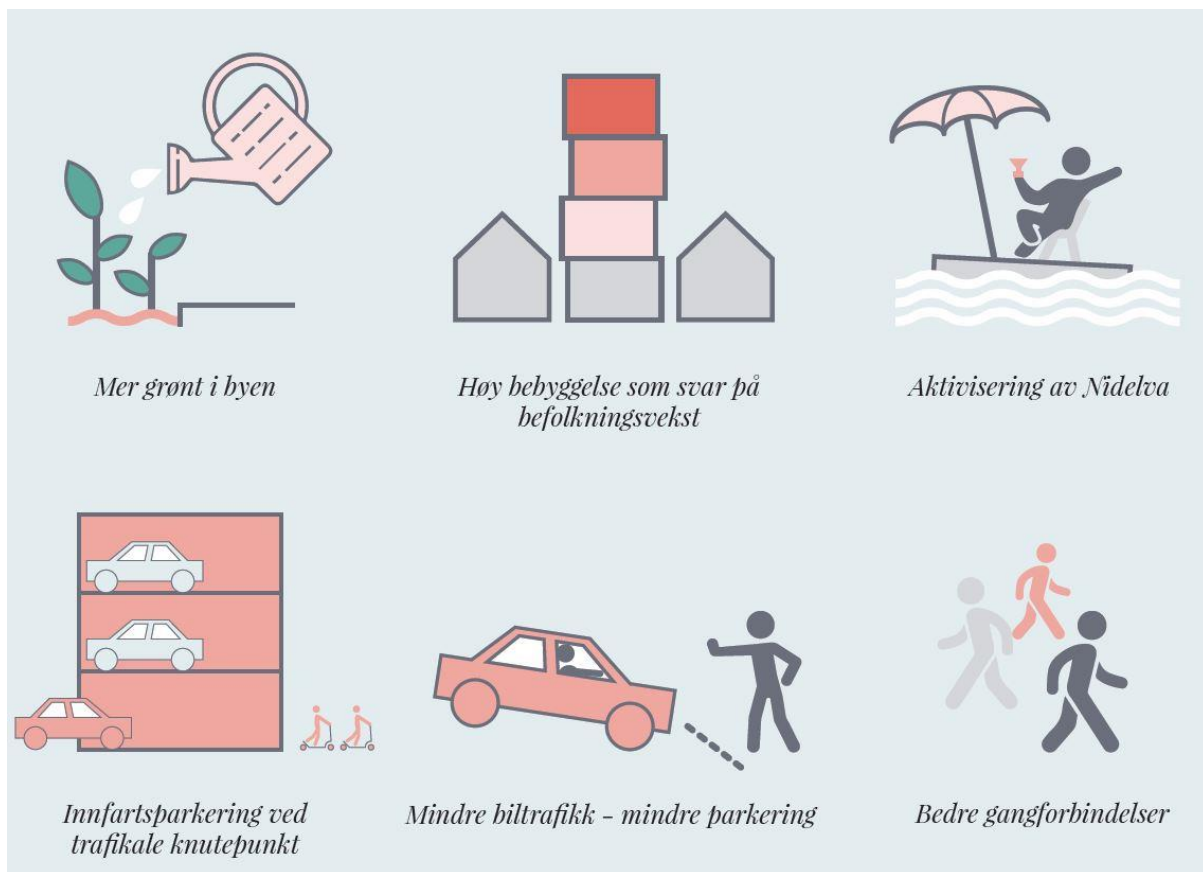 Mer grønt i byen
Høy bebyggelse som svar på
befolkningsvekst
Aktivisering av Nidelva
Innfartsparkering ved
trafikale knutepunkt
Mindre biltrafikk – mindre parkering
Bedre gangforbindelser